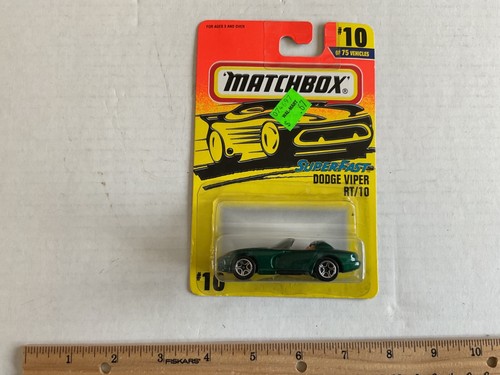 FOR AGES 3 AND OVER
#10
OF 75 VEHICLES
MATCHBOX®
SUPERFAST
DODGE VIPER
RT/10
#10
1 2 3 FISKARS® 4 5 6 7 8 9 10